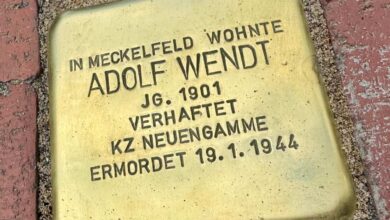 IN MECKELFELD WOHNTE
ADOLF WENDT
JG. 1901
VERHAFTET
KZ NEUENGAMME
ERMORDET 19.1.1944